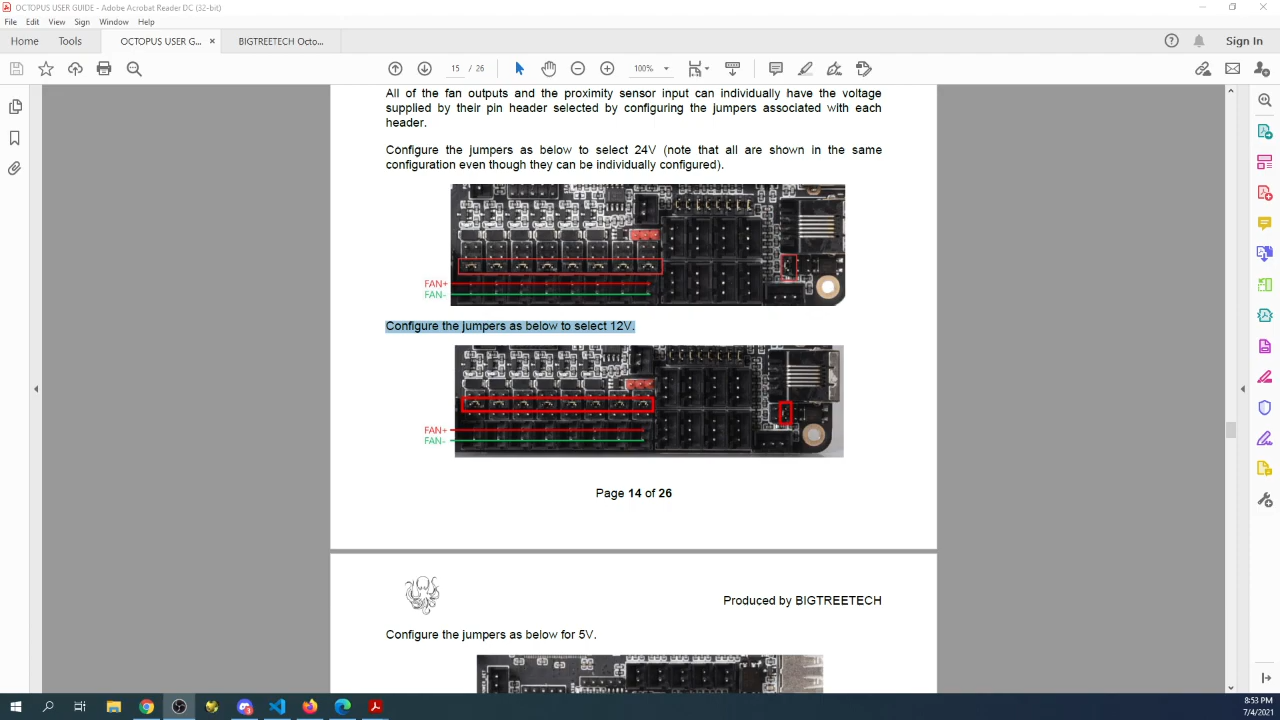 OCTOPUS USER GUIDE - Adobe Acrobat Reader DC (32-bit)
File Edit View Sign Window Help
Home Tools OCTOPUS USER G... × BIGTREETECH Octo... Sign In
15 / 26 100%
All of the fan outputs and the proximity sensor input can individually have the voltage
supplied by their pin header selected by configuring the jumpers associated with each
header.
Configure the jumpers as below to select 24V (note that all are shown in the same
configuration even though they can be individually configured).
FAN+
FAN-
Configure the jumpers as below to select 12V.
FAN+
FAN-
Page 14 of 26
Produced by BIGTREETECH
Configure the jumpers as below for 5V.
8:53 PM
7/4/2021